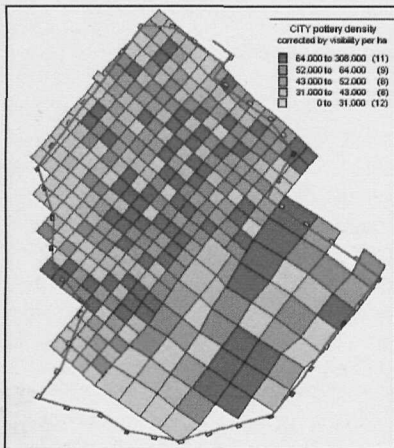 CITY pottery density
corrected by visibility per ha
64.000 to 308.000 (11)
52.000 to 64.000 (9)
43.000 to 52.000 (8)
31.000 to 43.000 (8)
0 to 31.000 (12)